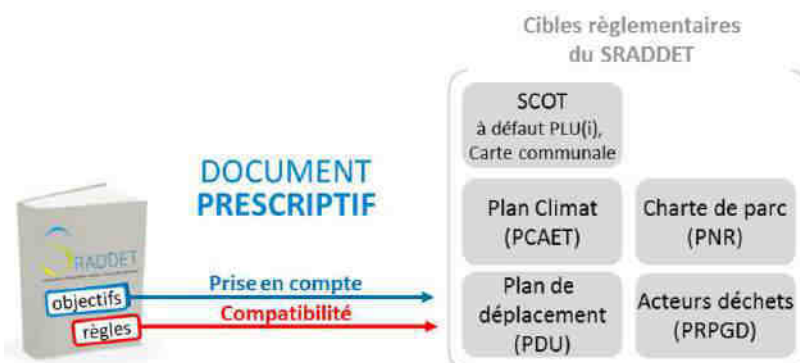 Cibles règlementaires
du SRADDET
SCOT
à défaut PLU(i),
Carte communale
DOCUMENT
PRESCRIPTIF
Plan Climat
(PCAET)
Charte de parc
(PNR)
SRADDET
objectifs
règles
Prise en compte
Compatibilité
Plan de
déplacement
(PDU)
Acteurs déchets
(PRPGD)